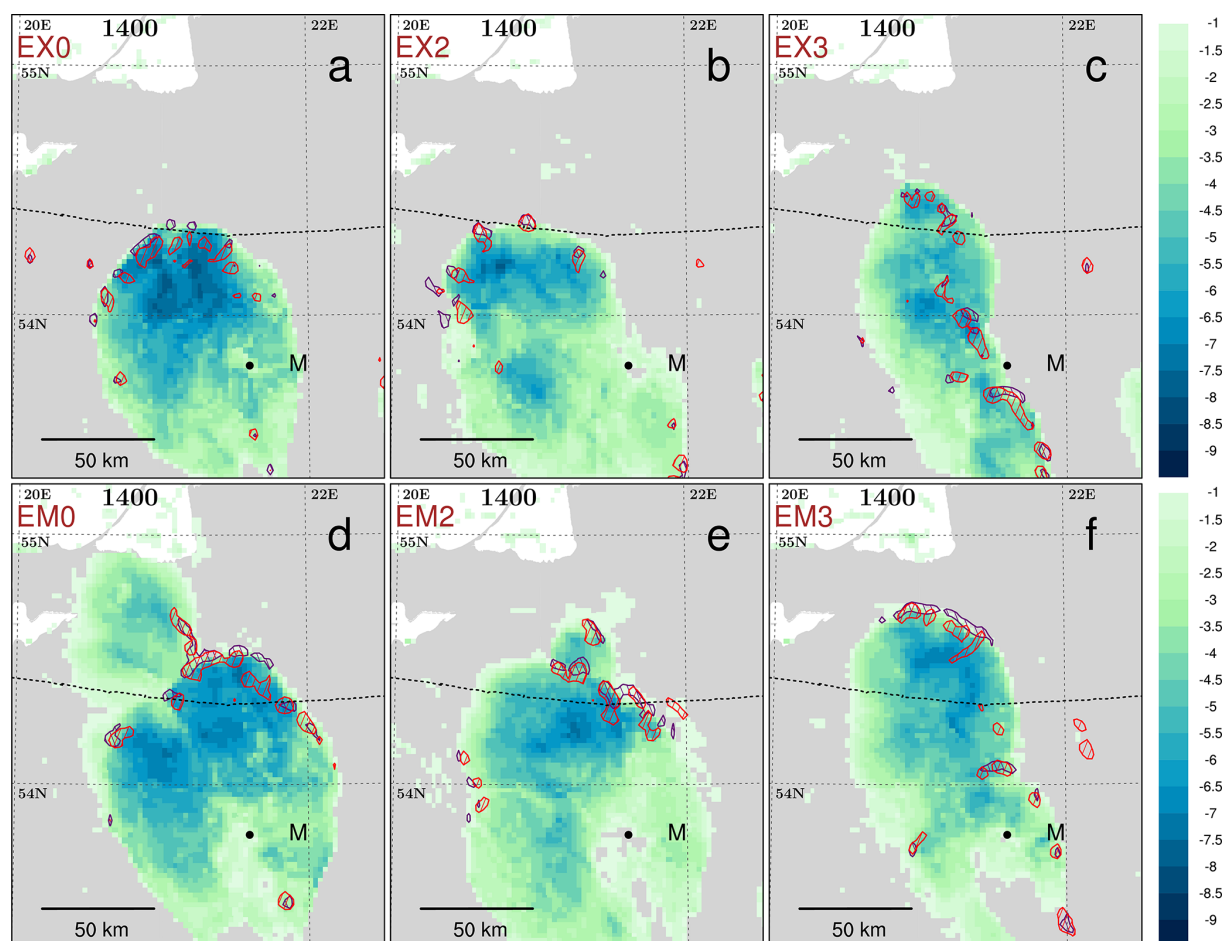 20E 1400 22E
EX0 a
55N
54N
M
50 km
20E 1400 22E
EX2 b
55N
54N
M
50 km
20E 1400 22E
EX3 c
55N
54N
M
50 km
-1
-1.5
-2
-2.5
-3
-3.5
-4
-4.5
-5
-5.5
-6
-6.5
-7
-7.5
-8
-8.5
-9
20E 1400 22E
EM0 d
55N
54N
M
50 km
20E 1400 22E
EM2 e
55N
54N
M
50 km
20E 1400 22E
EM3 f
55N
54N
M
50 km
-1
-1.5
-2
-2.5
-3
-3.5
-4
-4.5
-5
-5.5
-6
-6.5
-7
-7.5
-8
-8.5
-9